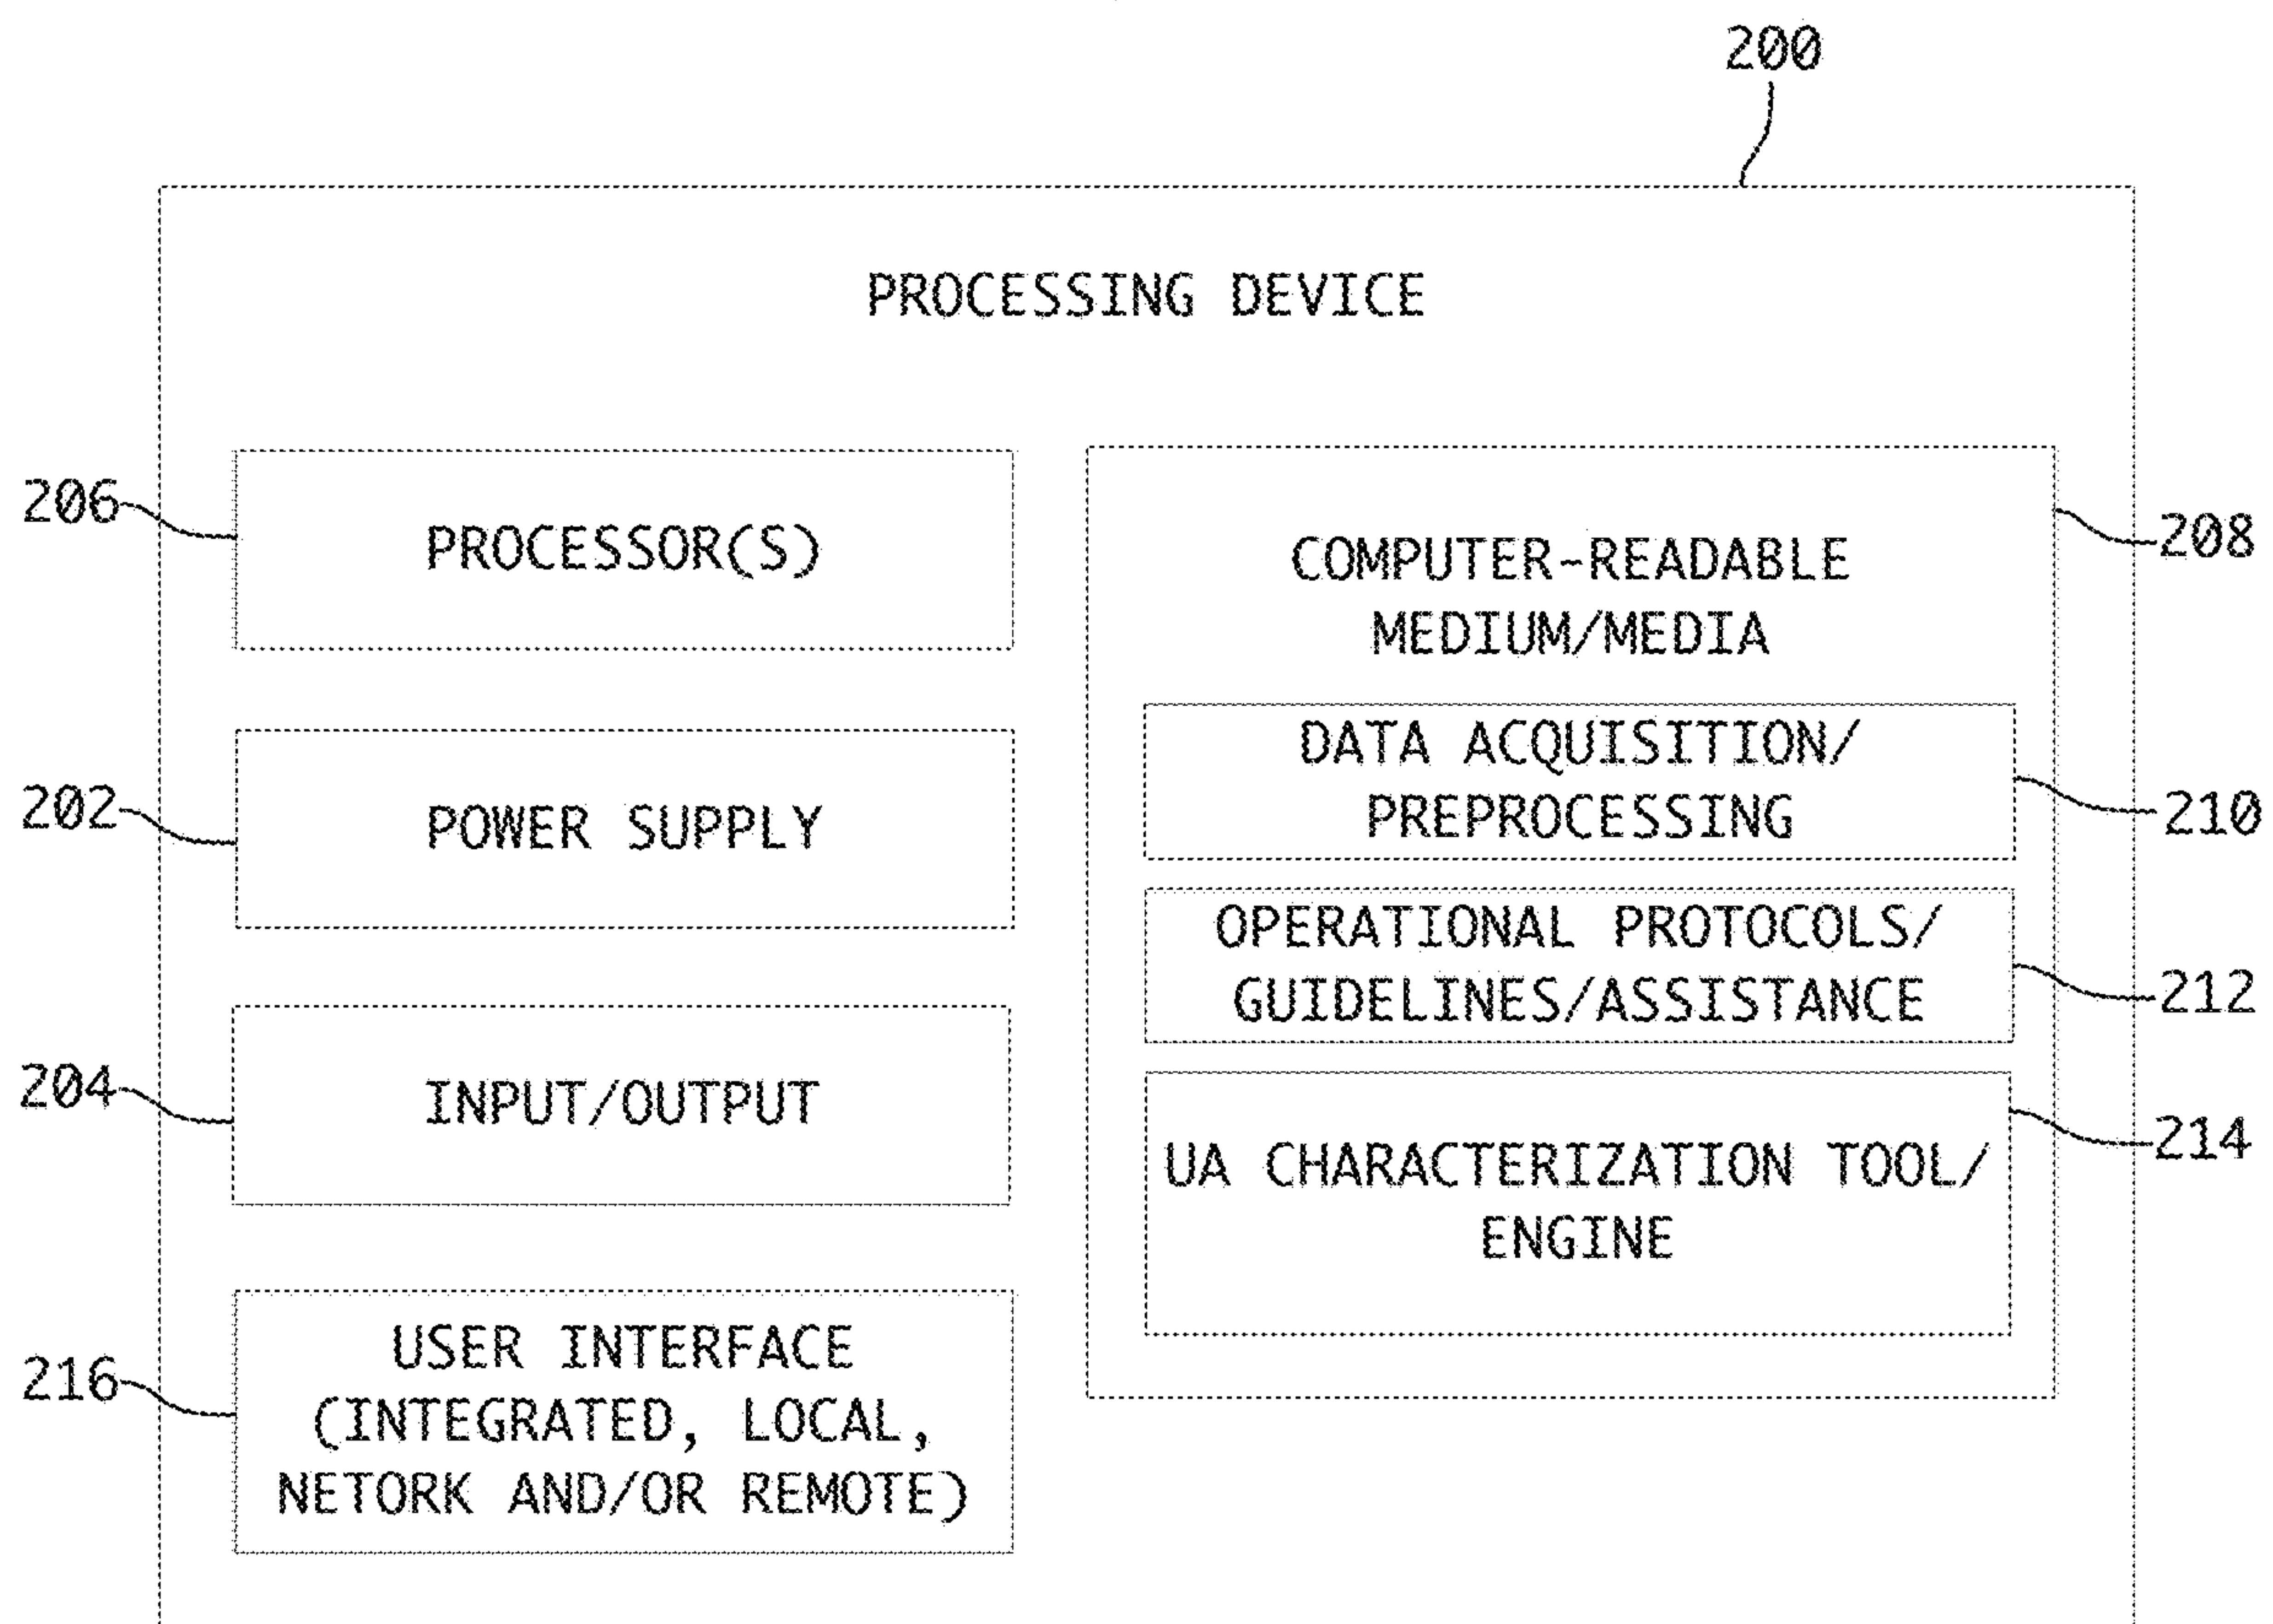 200
PROCESSING DEVICE
206
PROCESSOR(S)
202
POWER SUPPLY
204
INPUT/OUTPUT
216
USER INTERFACE
(INTEGRATED, LOCAL,
NETORK AND/OR REMOTE)
COMPUTER-READABLE
MEDIUM/MEDIA
208
DATA ACQUISITION/
PREPROCESSING
210
OPERATIONAL PROTOCOLS/
GUIDELINES/ASSISTANCE
212
UA CHARACTERIZATION TOOL/
ENGINE
214